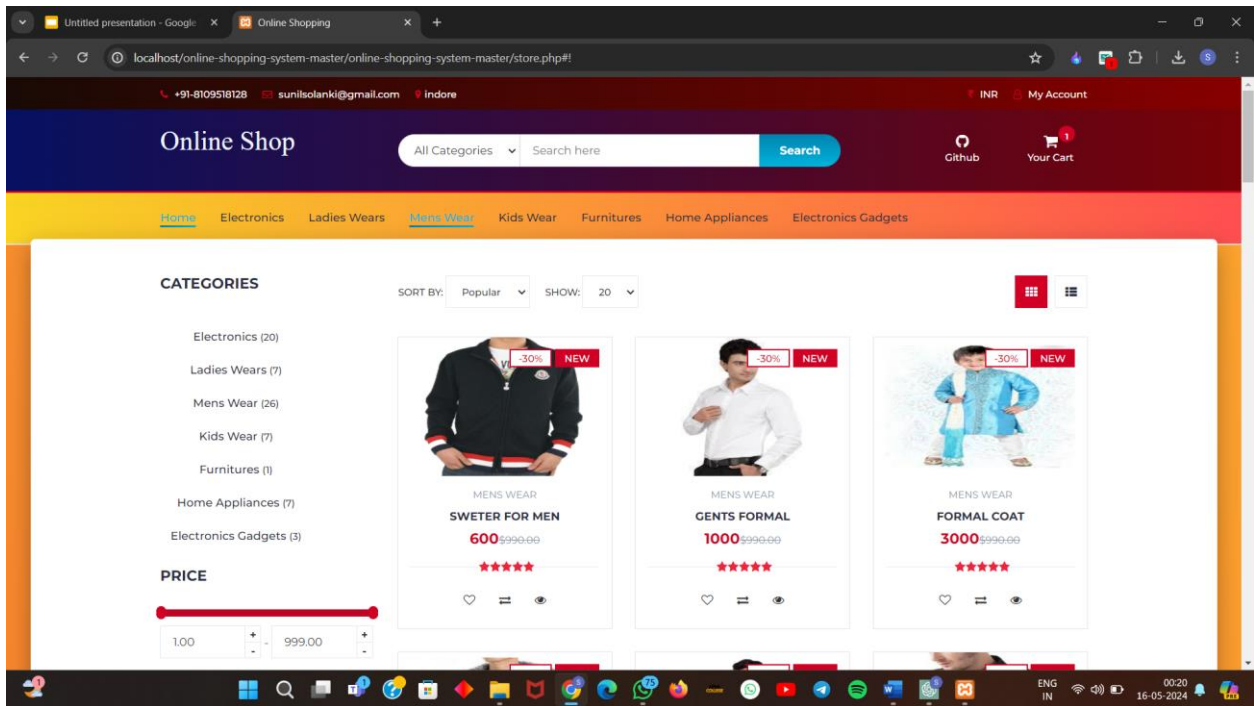 Untitled presentation - Google
Online Shopping
localhost/online-shopping-system-master/online-shopping-system-master/store.php#!
+91-8109518128 sunilsolanki@gmail.com indore INR My Account
Online Shop
All Categories Search here Search
Github
1
Your Cart
Home Electronics Ladies Wears Mens Wear Kids Wear Furnitures Home Appliances Electronics Gadgets
CATEGORIES
SORT BY: Popular SHOW: 20
Electronics (20)
Ladies Wears (7)
Mens Wear (26)
Kids Wear (7)
Furnitures (1)
Home Appliances (7)
Electronics Gadgets (3)
PRICE
1.00 + - - 999.00 + -
-30% NEW
MENS WEAR
SWETER FOR MEN
600$990.00
-30% NEW
MENS WEAR
GENTS FORMAL
1000$990.00
-30% NEW
MENS WEAR
FORMAL COAT
3000$990.00
ENG
IN
00:20
16-05-2024
75